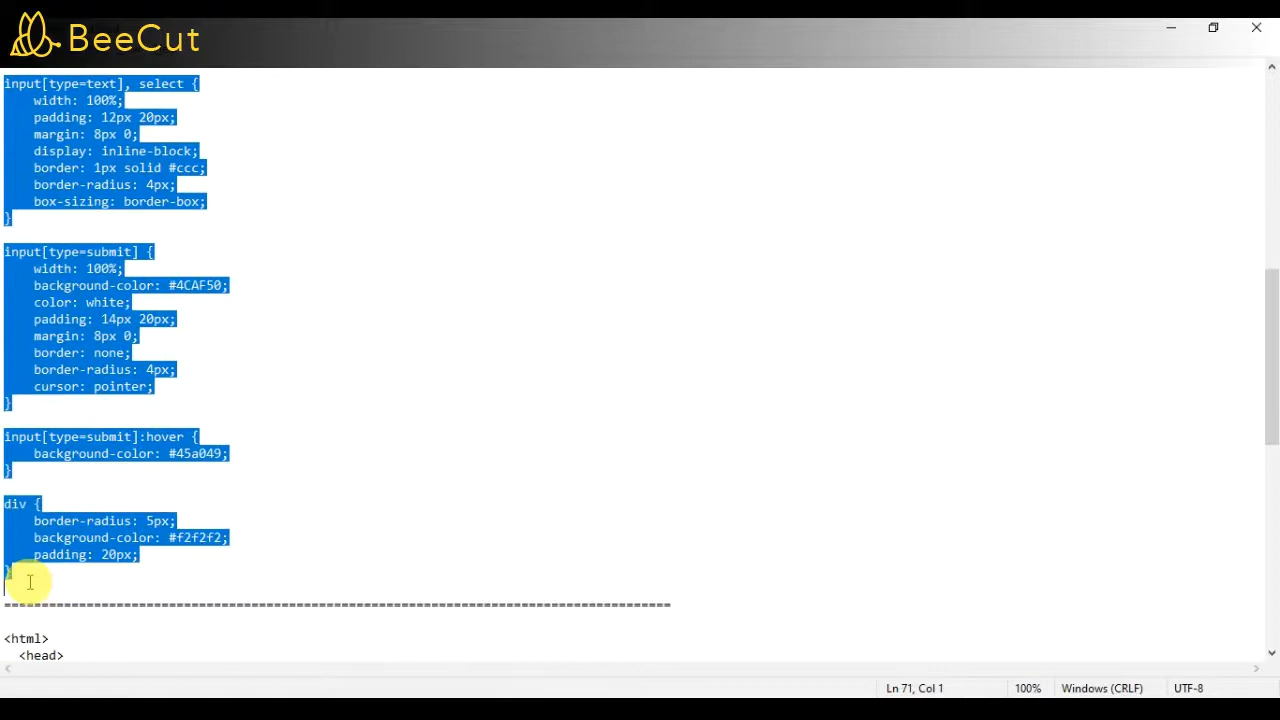 BeeCut
input[type=text], select {
    width: 100%;
    padding: 12px 20px;
    margin: 8px 0;
    display: inline-block;
    border: 1px solid #ccc;
    border-radius: 4px;
    box-sizing: border-box;
}
input[type=submit] {
    width: 100%;
    background-color: #4CAF50;
    color: white;
    padding: 14px 20px;
    margin: 8px 0;
    border: none;
    border-radius: 4px;
    cursor: pointer;
}
input[type=submit]:hover {
    background-color: #45a049;
}
div {
    border-radius: 5px;
    background-color: #f2f2f2;
    padding: 20px;
}
=========================================================================================
<html>
  <head>
Ln 71, Col 1 100% Windows (CRLF) UTF-8